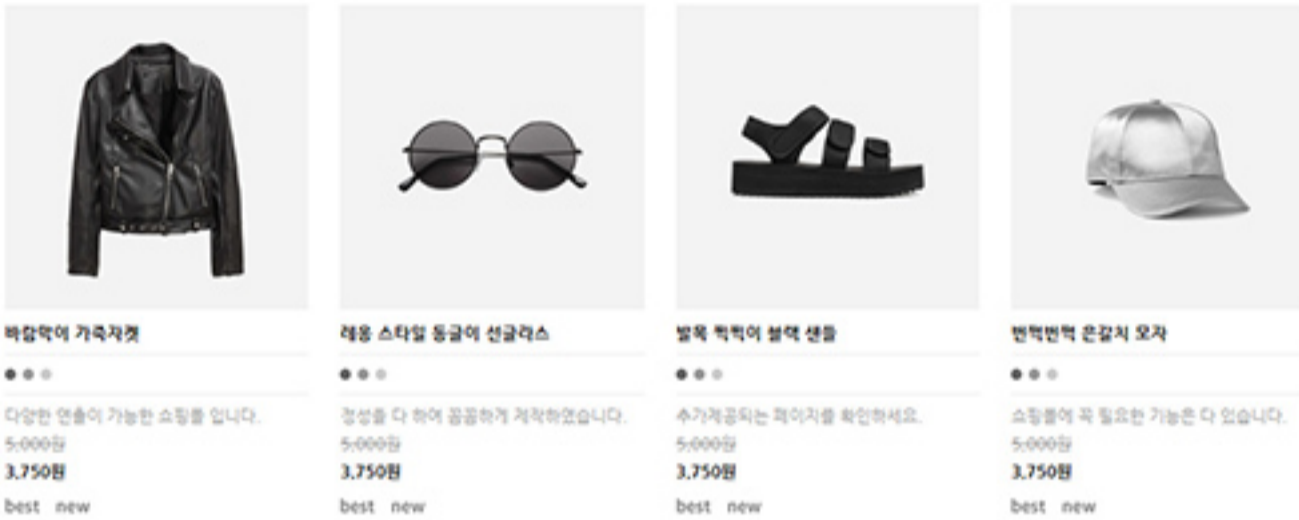 바람막이 가죽자켓
다양한 연출이 가능한 쇼핑몰 입니다.
5,000원
3,750원
best new
레옹 스타일 동글이 선글라스
정성을 다 하여 꼼꼼하게 제작하였습니다.
5,000원
3,750원
best new
발목 찍찍이 블랙 샌들
추가제공되는 페이지를 확인하세요.
5,000원
3,750원
best new
번쩍번쩍 은갈치 모자
쇼핑몰에 꼭 필요한 기능은 다 있습니다.
5,000원
3,750원
best new